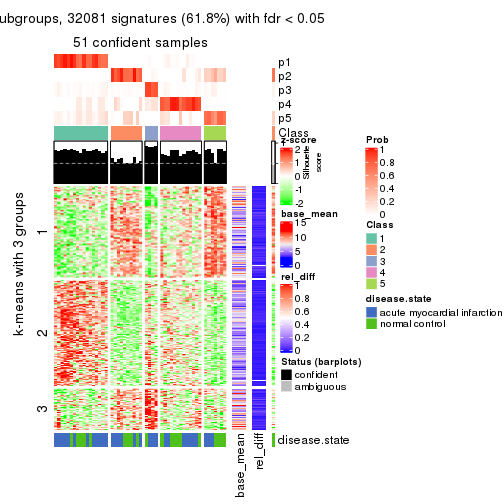 ubgroups, 32081 signatures (61.8%) with fdr < 0.05
51 confident samples
p1
p2
p3
p4
p5
Class
z-score
2
1
0
-1
-2
Silhouette
score
base_mean
15
10
5
0
rel_diff
1
0.8
0.6
0.4
0.2
0
Status (barplots)
confident
ambiguous
Prob
1
0.8
0.6
0.4
0.2
0
Class
1
2
3
4
5
disease.state
acute myocardial infarction
normal control
k-means with 3 groups
1
2
3
disease.state
base_mean
rel_diff